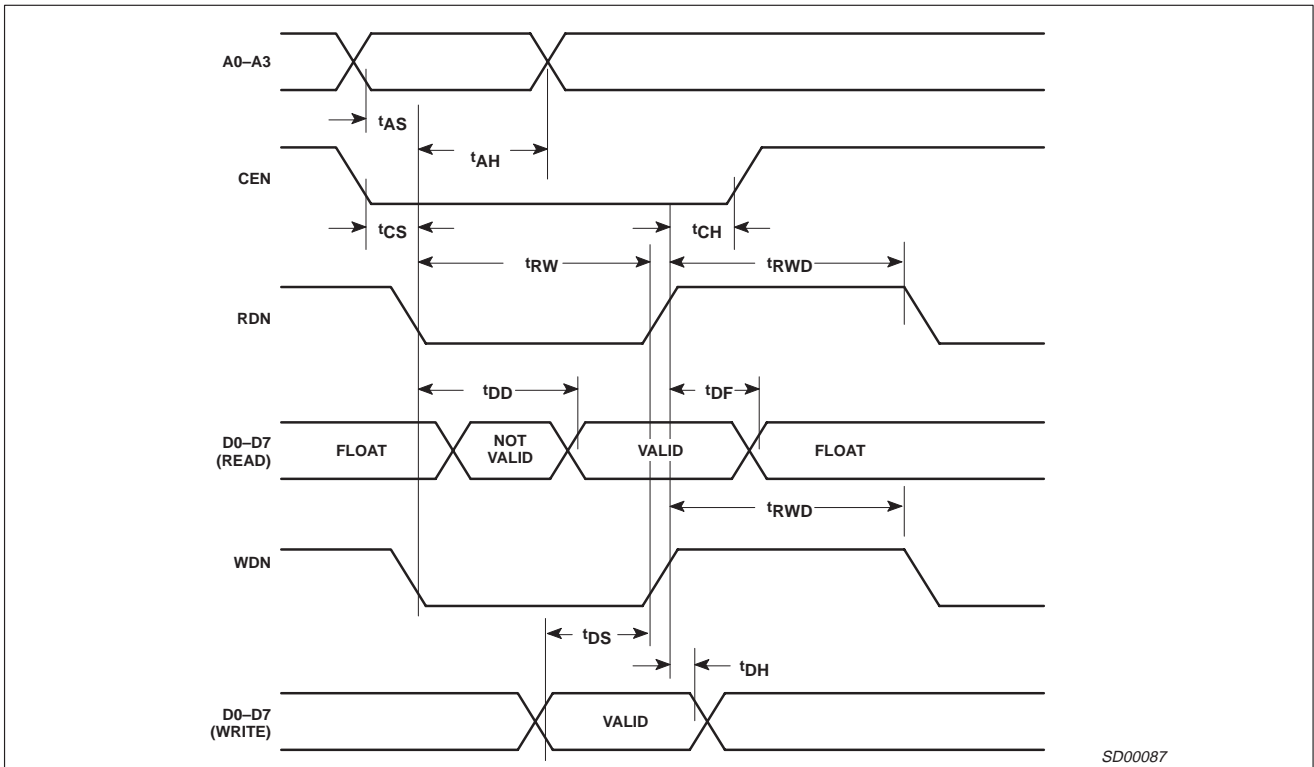 A0–A3
tAS
tAH
CEN
tCS
tCH
tRW
tRWD
RDN
tDD
tDF
D0–D7
(READ)
FLOAT
NOT
VALID
VALID
FLOAT
tRWD
WDN
tDS
tDH
D0–D7
(WRITE)
VALID
SD00087